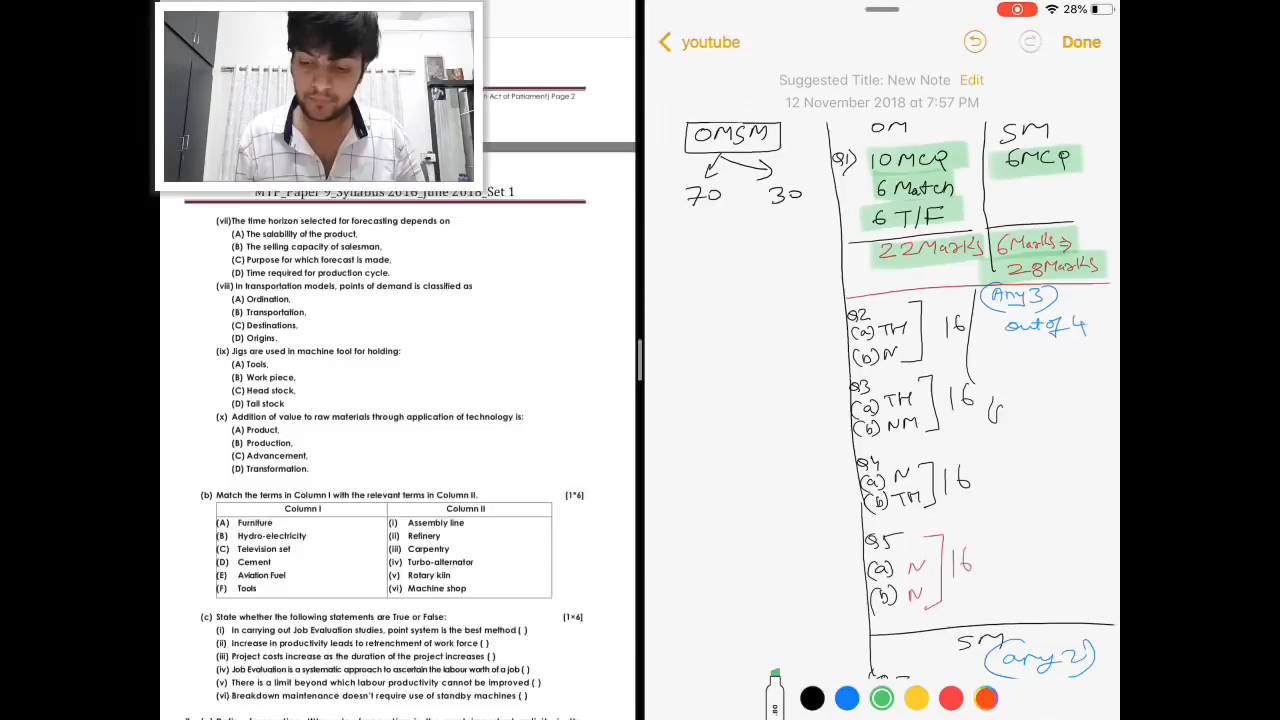 n Act of Parliament) Page 2
MTP_Paper 9_Syllabus 2016_June 2018_Set 1
(vii)The time horizon selected for forecasting depends on
(A) The salability of the product,
(B) The selling capacity of salesman,
(C) Purpose for which forecast is made,
(D) Time required for production cycle.
(viii) In transportation models, points of demand is classified as
(A) Ordination,
(B) Transportation,
(C) Destinations,
(D) Origins.
(ix) Jigs are used in machine tool for holding:
(A) Tools,
(B) Work piece,
(C) Head stock,
(D) Tail stock
(x) Addition of value to raw materials through application of technology is:
(A) Product,
(B) Production,
(C) Advancement,
(D) Transformation.
(b) Match the terms in Column I with the relevant terms in Column II. [1*6]
Column I Column II
(A) Furniture (i) Assembly line
(B) Hydro-electricity (ii) Refinery
(C) Television set (iii) Carpentry
(D) Cement (iv) Turbo-alternator
(E) Aviation Fuel (v) Rotary kiln
(F) Tools (vi) Machine shop
(c) State whether the following statements are True or False: [1×6]
(i) In carrying out Job Evaluation studies, point system is the best method ( )
(ii) Increase in productivity leads to retrenchment of work force ( )
(iii) Project costs increase as the duration of the project increases ( )
(iv) Job Evaluation is a systematic approach to ascertain the labour worth of a job ( )
(v) There is a limit beyond which labour productivity cannot be improved ( )
(vi) Breakdown maintenance doesn't require use of standby machines ( )
28%
youtube
Done
Suggested Title: New Note Edit
12 November 2018 at 7:57 PM
OMSM
70 30
OM SM
Q1) 10 MCQ 6 MCQ
6 Match
6 T/F
22 Marks 6 Marks ⇒
28 Marks
Any 3
out of 4
Q2
(a) TH
(b) N
16
Q3
(a) TH
(b) NM
16
Q4
(a) N
(b) TH
16
Q5
(a) N
(b) N
16
SM
(any 2)